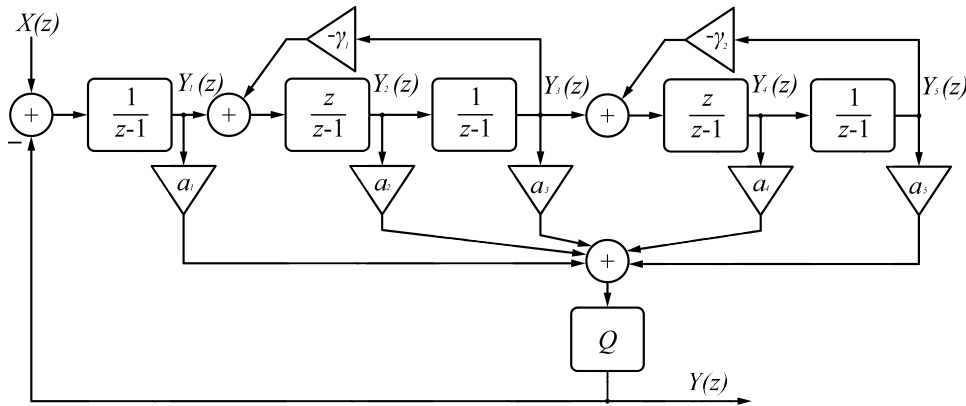 X(z)
-γ₁
-γ₂
Y₁(z)
Y₂(z)
Y₃(z)
Y₄(z)
Y₅(z)
+
1
z-1
+
z
z-1
1
z-1
+
z
z-1
1
z-1
–
a₁
a₂
a₃
a₄
a₅
+
Q
Y(z)